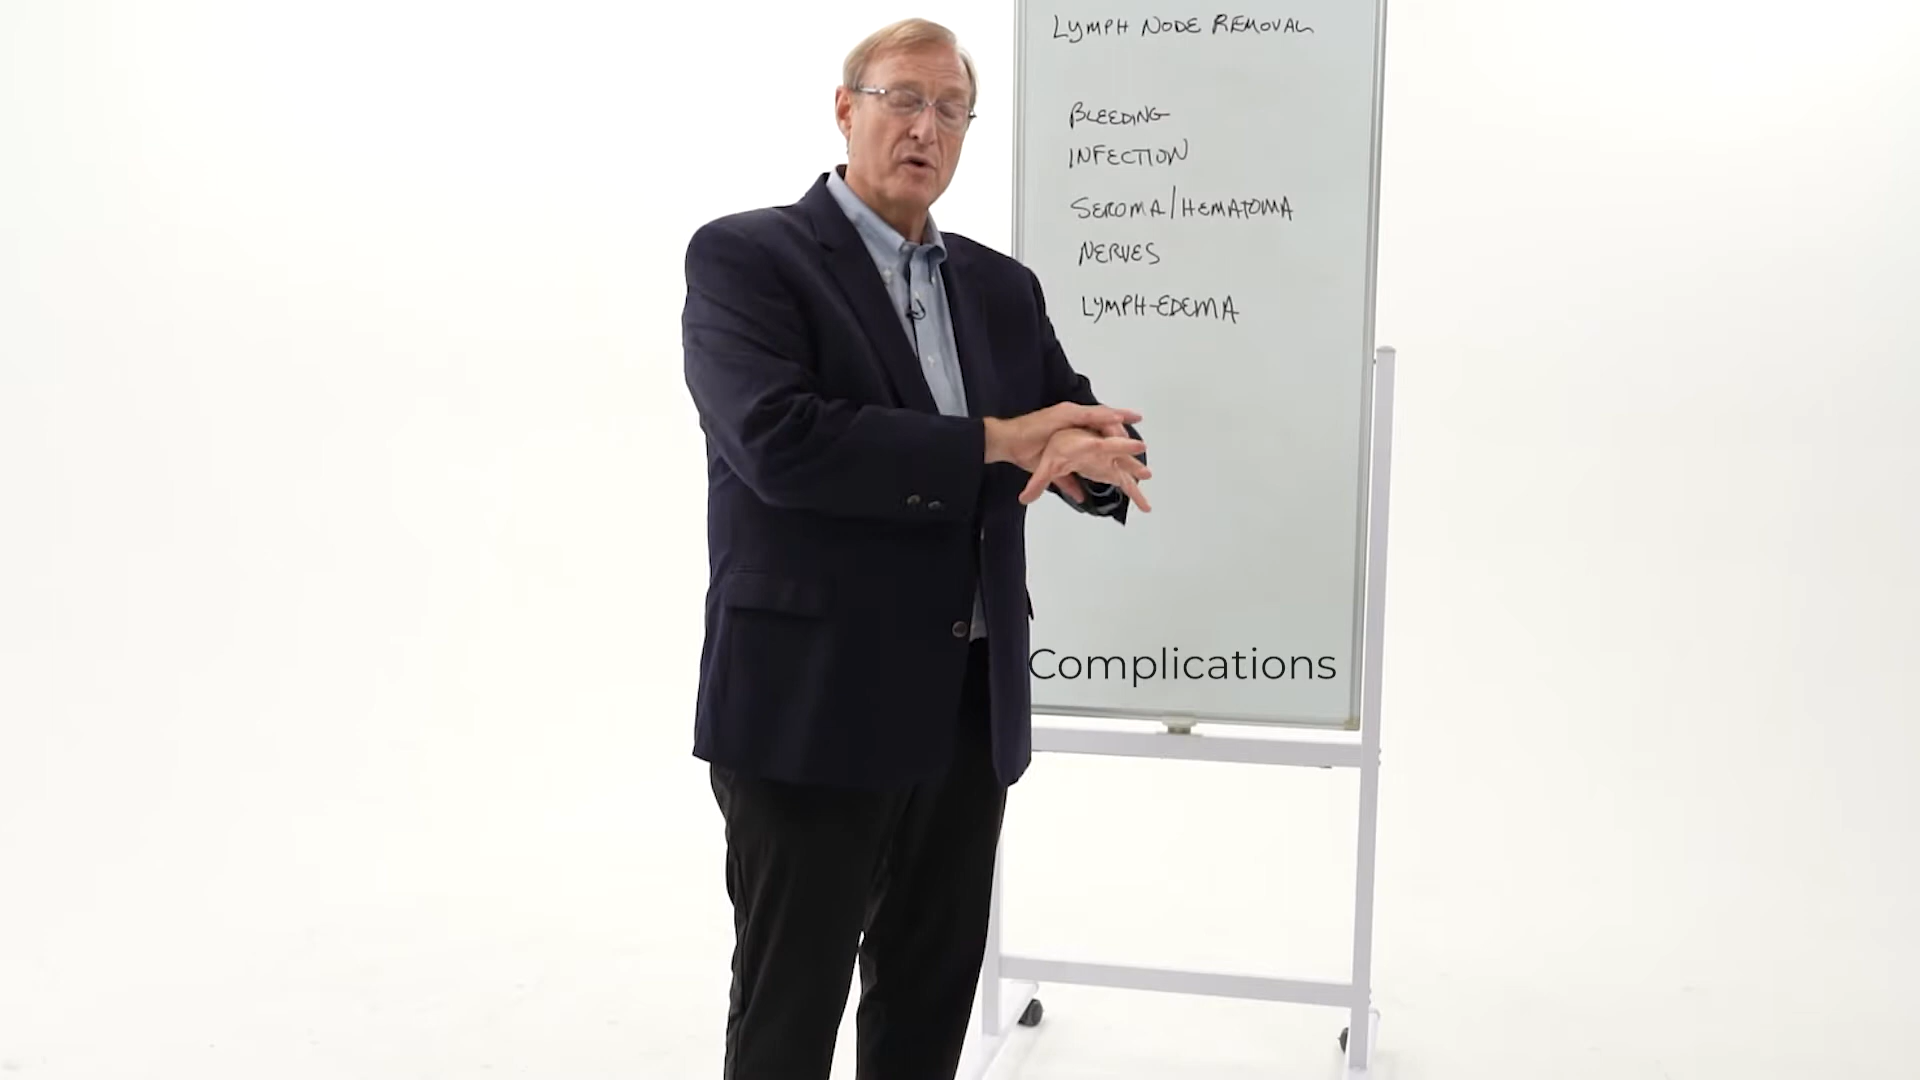 LYMPH NODE REMOVAL
BLEEDING
INFECTION
SEROMA/HEMATOMA
NERVES
LYMPH-EDEMA
Complications